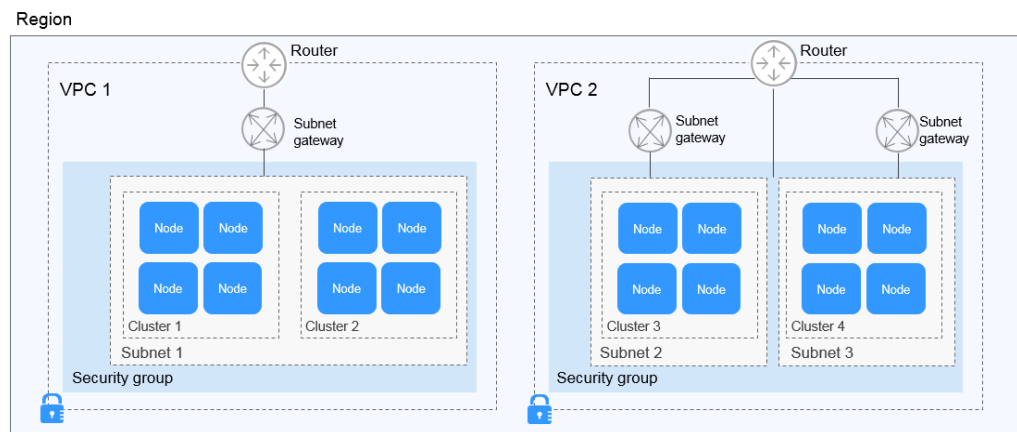 Region
Router
VPC 1
Subnet
gateway
Node
Node
Node
Node
Node
Node
Node
Node
Cluster 1
Cluster 2
Subnet 1
Security group
Router
VPC 2
Subnet
gateway
Subnet
gateway
Node
Node
Node
Node
Node
Node
Node
Node
Cluster 3
Cluster 4
Subnet 2
Subnet 3
Security group